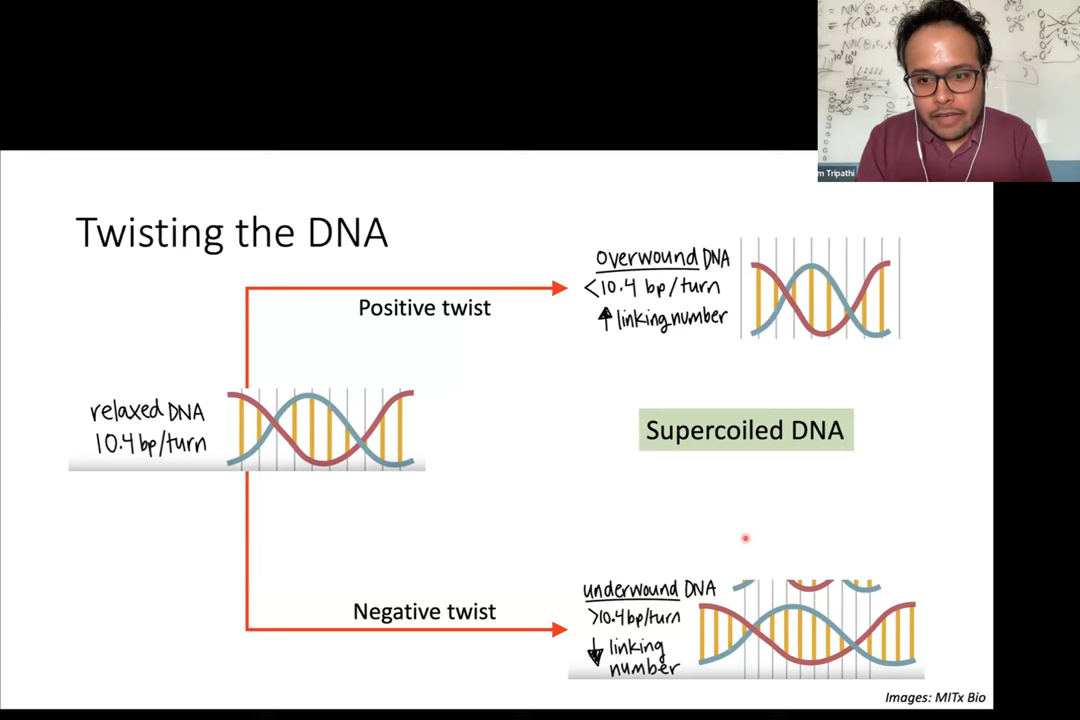 m Tripathi
Twisting the DNA
overwound DNA
<10.4 bp/turn
↑ linking number
Positive twist
relaxed DNA
10.4 bp/turn
Supercoiled DNA
Negative twist
underwound DNA
>10.4 bp/turn
↓ linking
number
Images: MITx Bio